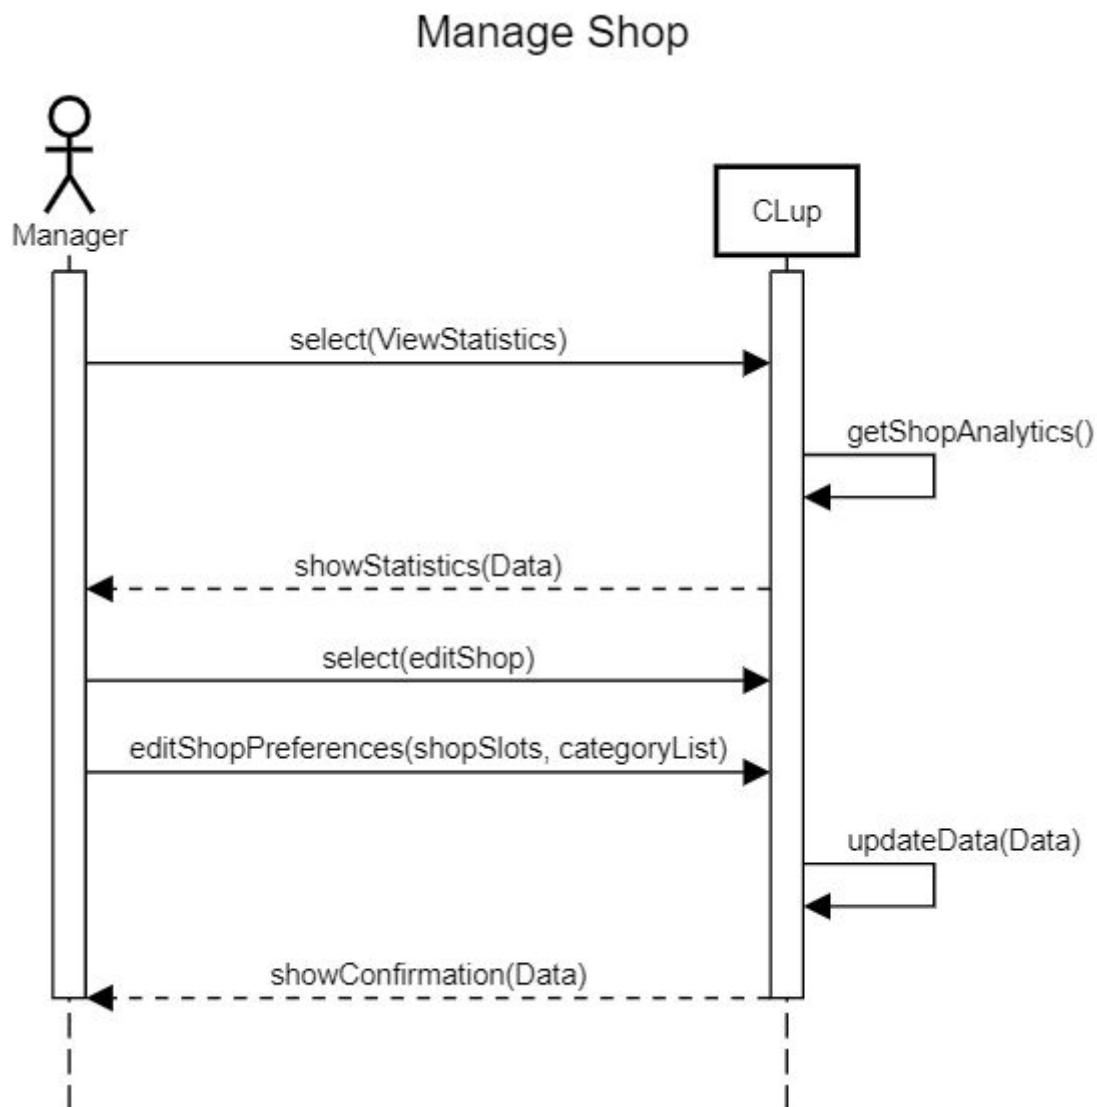 Manage Shop
Manager
CLup
select(ViewStatistics)
getShopAnalytics()
showStatistics(Data)
select(editShop)
editShopPreferences(shopSlots, categoryList)
updateData(Data)
showConfirmation(Data)